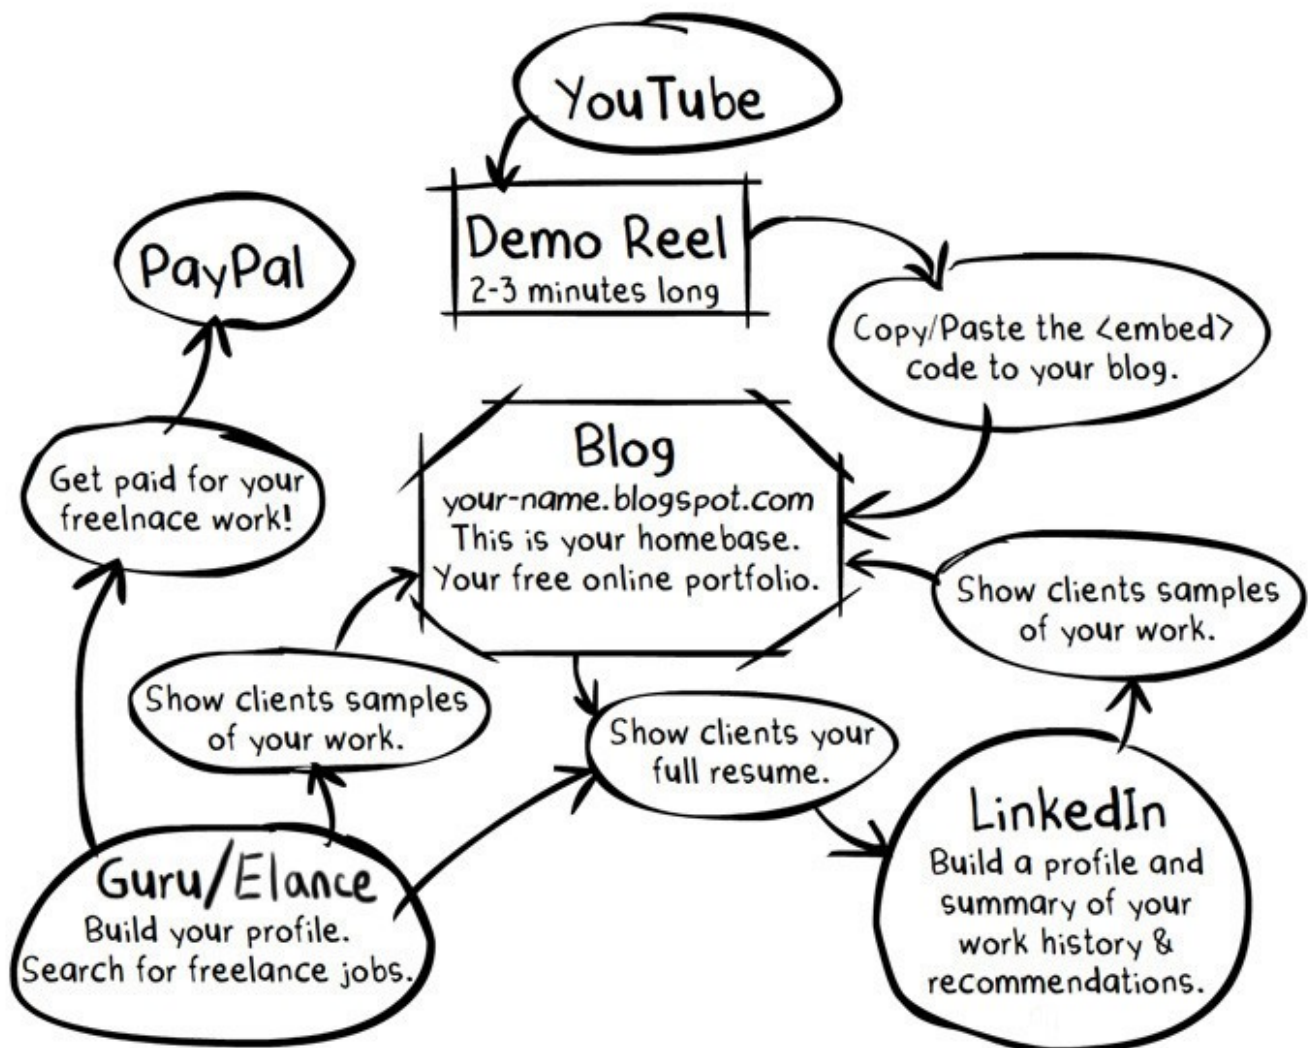 YouTube
Demo Reel
2-3 minutes long
PayPal
Copy/Paste the <embed>
code to your blog.
Get paid for your
freelnace work!
Blog
your-name.blogspot.com
This is your homebase.
Your free online portfolio.
Show clients samples
of your work.
Show clients samples
of your work.
Show clients your
full resume.
Guru/Elance
Build your profile.
Search for freelance jobs.
LinkedIn
Build a profile and
summary of your
work history &
recommendations.